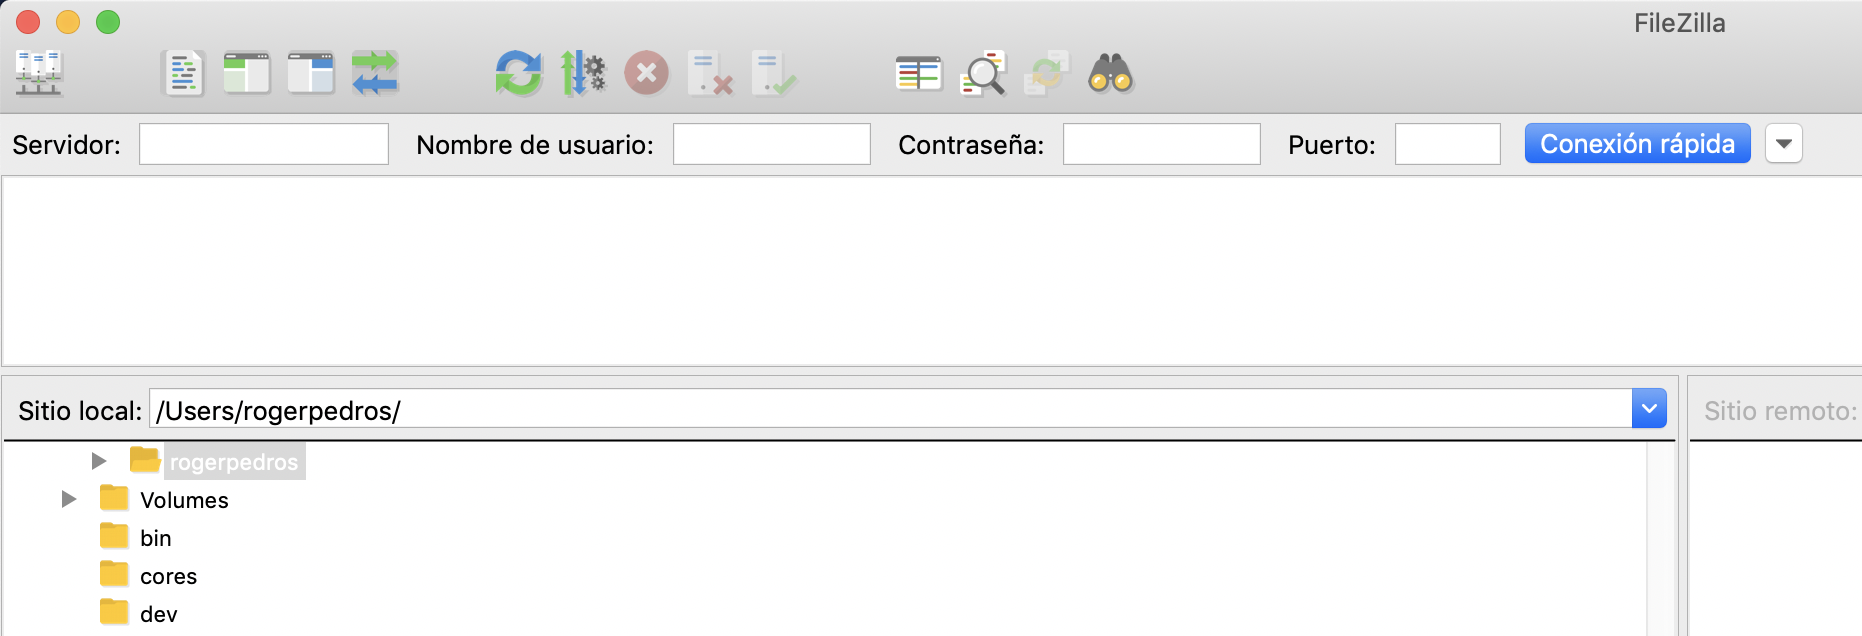 FileZilla
Servidor: Nombre de usuario: Contraseña: Puerto: Conexión rápida
Sitio local: /Users/rogerpedros/ Sitio remoto:
rogerpedros
Volumes
bin
cores
dev